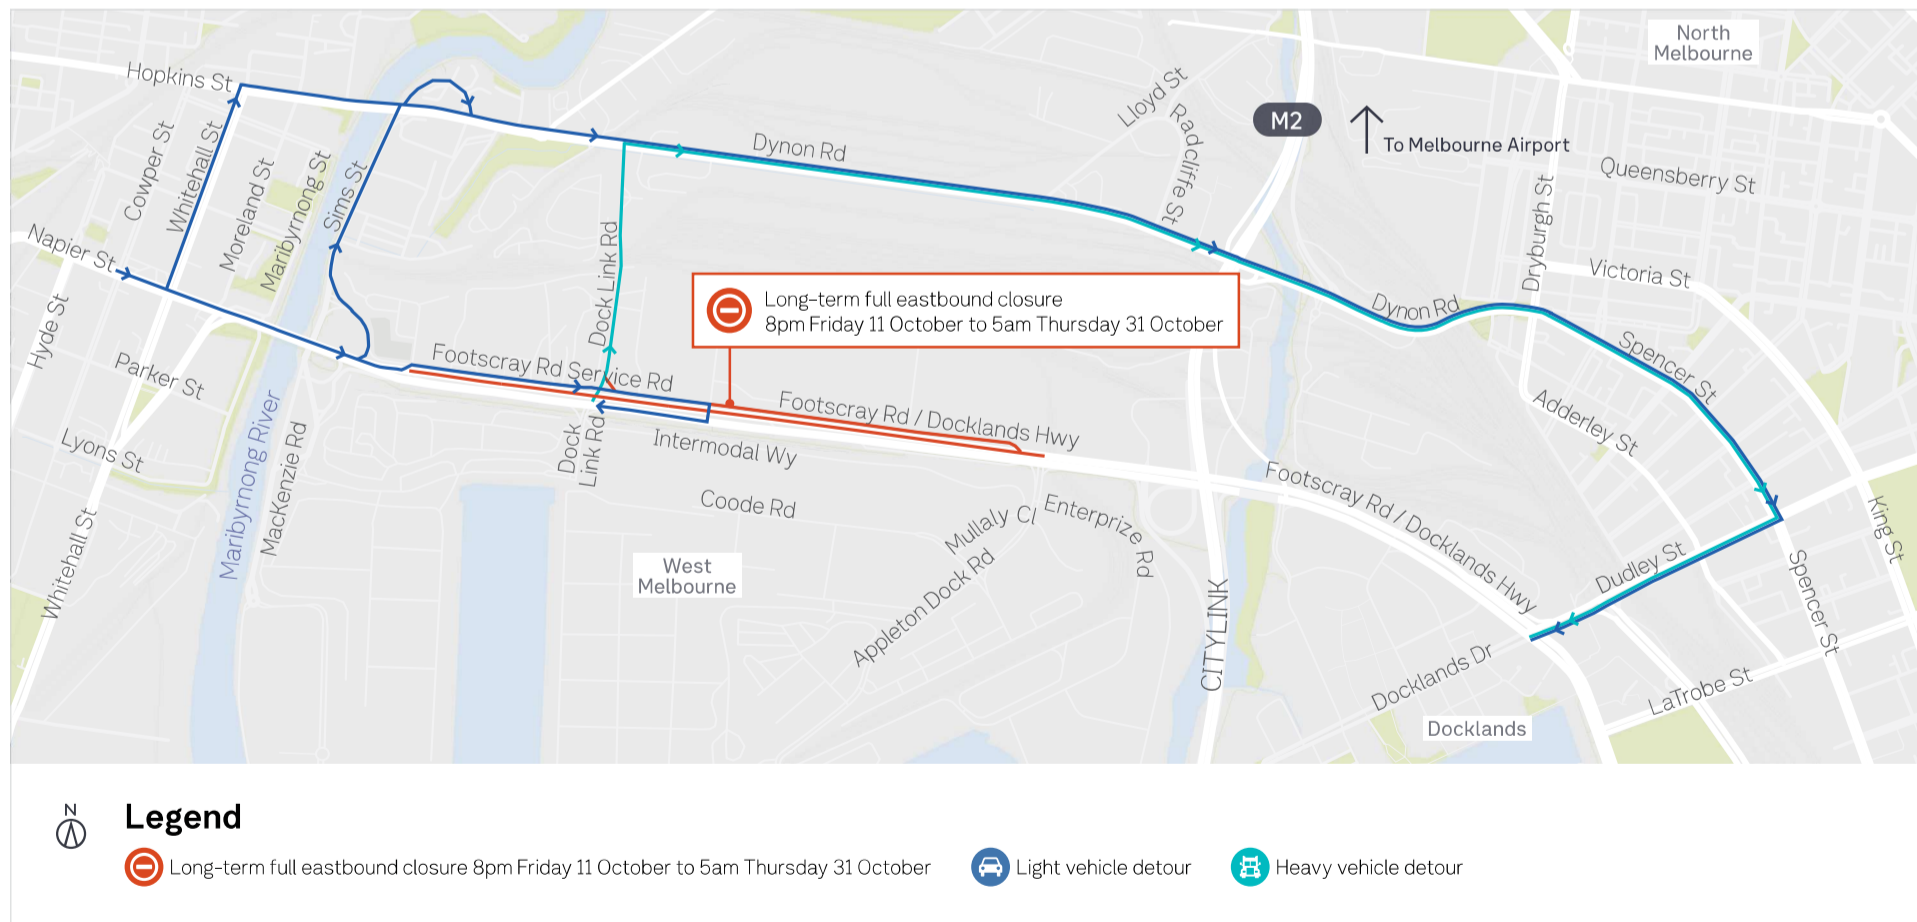 North
Melbourne
Hopkins St
Lloyd St
M2
To Melbourne Airport
Cowper St
Whitehall St
Moreland St
Maribyrnong St
Sims St
Dynon Rd
Radcliffe St
Queensberry St
Dryburgh St
Napier St
Dock Link Rd
Victoria St
Long-term full eastbound closure
8pm Friday 11 October to 5am Thursday 31 October
Hyde St
Dynon Rd
Spencer St
Parker St
Footscray Rd Service Rd
Footscray Rd / Docklands Hwy
Adderley St
Lyons St
Maribyrnong River
MacKenzie Rd
Dock
Link Rd
Intermodal Wy
Coode Rd
Mullaly Cl
Enterprize Rd
Footscray Rd / Docklands Hwy
King St
Whitehall St
West
Melbourne
Appleton Dock Rd
CITYLINK
Dudley St
Spencer St
Docklands Dr
LaTrobe St
Docklands
N
Legend
Long-term full eastbound closure 8pm Friday 11 October to 5am Thursday 31 October
Light vehicle detour
Heavy vehicle detour